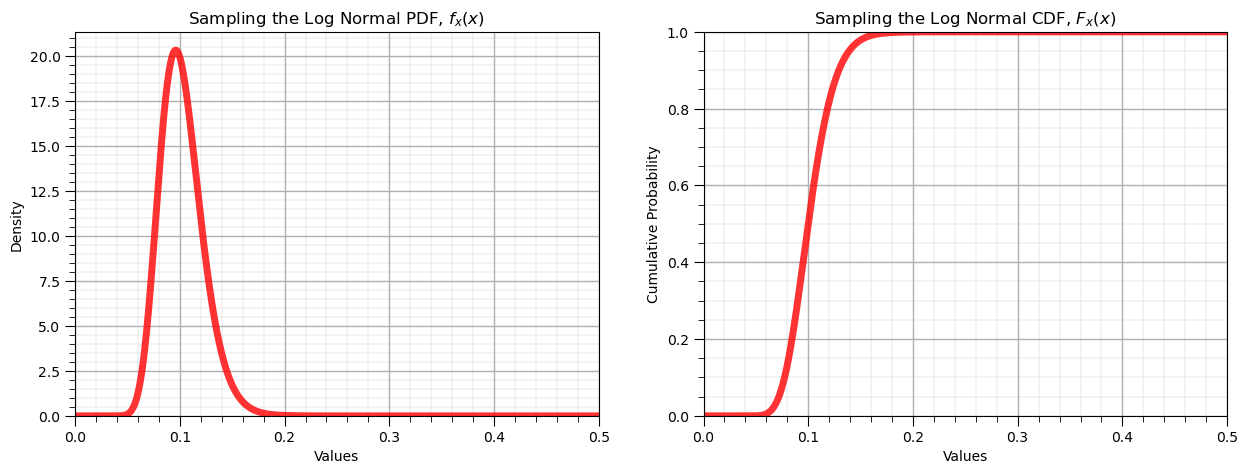 Sampling the Log Normal PDF, fₓ(x)
Density
20.0
17.5
15.0
12.5
10.0
7.5
5.0
2.5
0.0
0.0 0.1 0.2 0.3 0.4 0.5
Values
Sampling the Log Normal CDF, Fₓ(x)
Cumulative Probability
1.0
0.8
0.6
0.4
0.2
0.0
0.0 0.1 0.2 0.3 0.4 0.5
Values